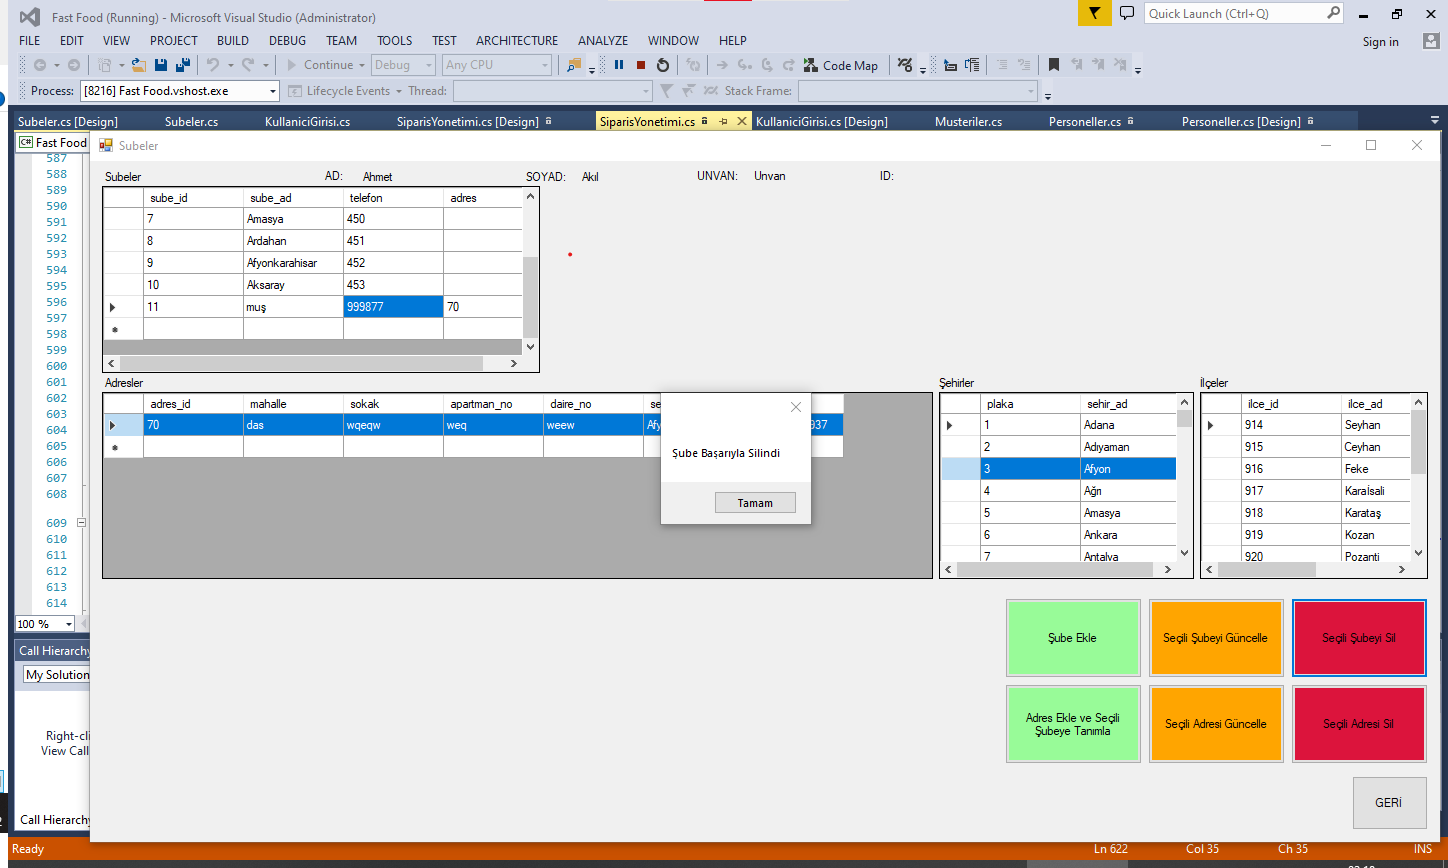 Fast Food (Running) - Microsoft Visual Studio (Administrator)
Quick Launch (Ctrl+Q)
FILE EDIT VIEW PROJECT BUILD DEBUG TEAM TOOLS TEST ARCHITECTURE ANALYZE WINDOW HELP
Sign in
Continue Debug Any CPU Code Map
Process: [8216] Fast Food.vshost.exe Lifecycle Events Thread: Stack Frame:
Subeler.cs [Design] Subeler.cs KullaniciGirisi.cs SiparisYonetimi.cs [Design] SiparisYonetimi.cs KullaniciGirisi.cs [Design] Musteriler.cs Personeller.cs Personeller.cs [Design]
C# Fast Food
Subeler
587
588
589
590
591
592
593
594
595
596
597
598
599
600
601
602
603
604
605
606
607
608
609
610
611
612
613
614
100 %
Call Hierarchy
My Solution
Right-cli
View Call
Call Hierarchy
Subeler AD: Ahmet SOYAD: Akıl UNVAN: Unvan ID:
sube_id sube_ad telefon adres
7 Amasya 450
8 Ardahan 451
9 Afyonkarahisar 452
10 Aksaray 453
11 muş 999877 70
Adresler
adres_id mahalle sokak apartman_no daire_no se
70 das wqeqw weq weew Afy 937
Şube Başarıyla Silindi
Tamam
Şehirler
plaka sehir_ad
1 Adana
2 Adıyaman
3 Afyon
4 Ağrı
5 Amasya
6 Ankara
7 Antalya
İlçeler
ilce_id ilce_ad
914 Seyhan
915 Ceyhan
916 Feke
917 Karaİsali
918 Karataş
919 Kozan
920 Pozanti
Şube Ekle
Seçili Şubeyi Güncelle
Seçili Şubeyi Sil
Adres Ekle ve Seçili
Şubeye Tanımla
Seçili Adresi Güncelle
Seçili Adresi Sil
GERİ
Ready Ln 622 Col 35 Ch 35 INS